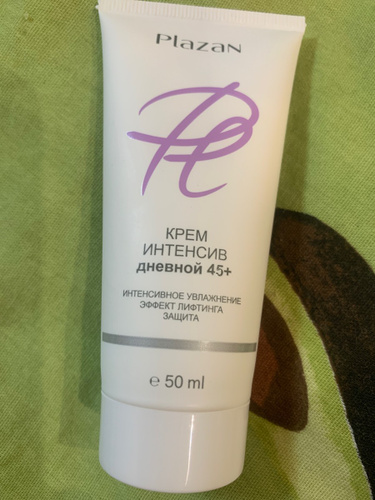 PlazaN
Pl
КРЕМ
ИНТЕНСИВ
дневной 45+
ИНТЕНСИВНОЕ УВЛАЖНЕНИЕ
ЭФФЕКТ ЛИФТИНГА
ЗАЩИТА
℮ 50 ml